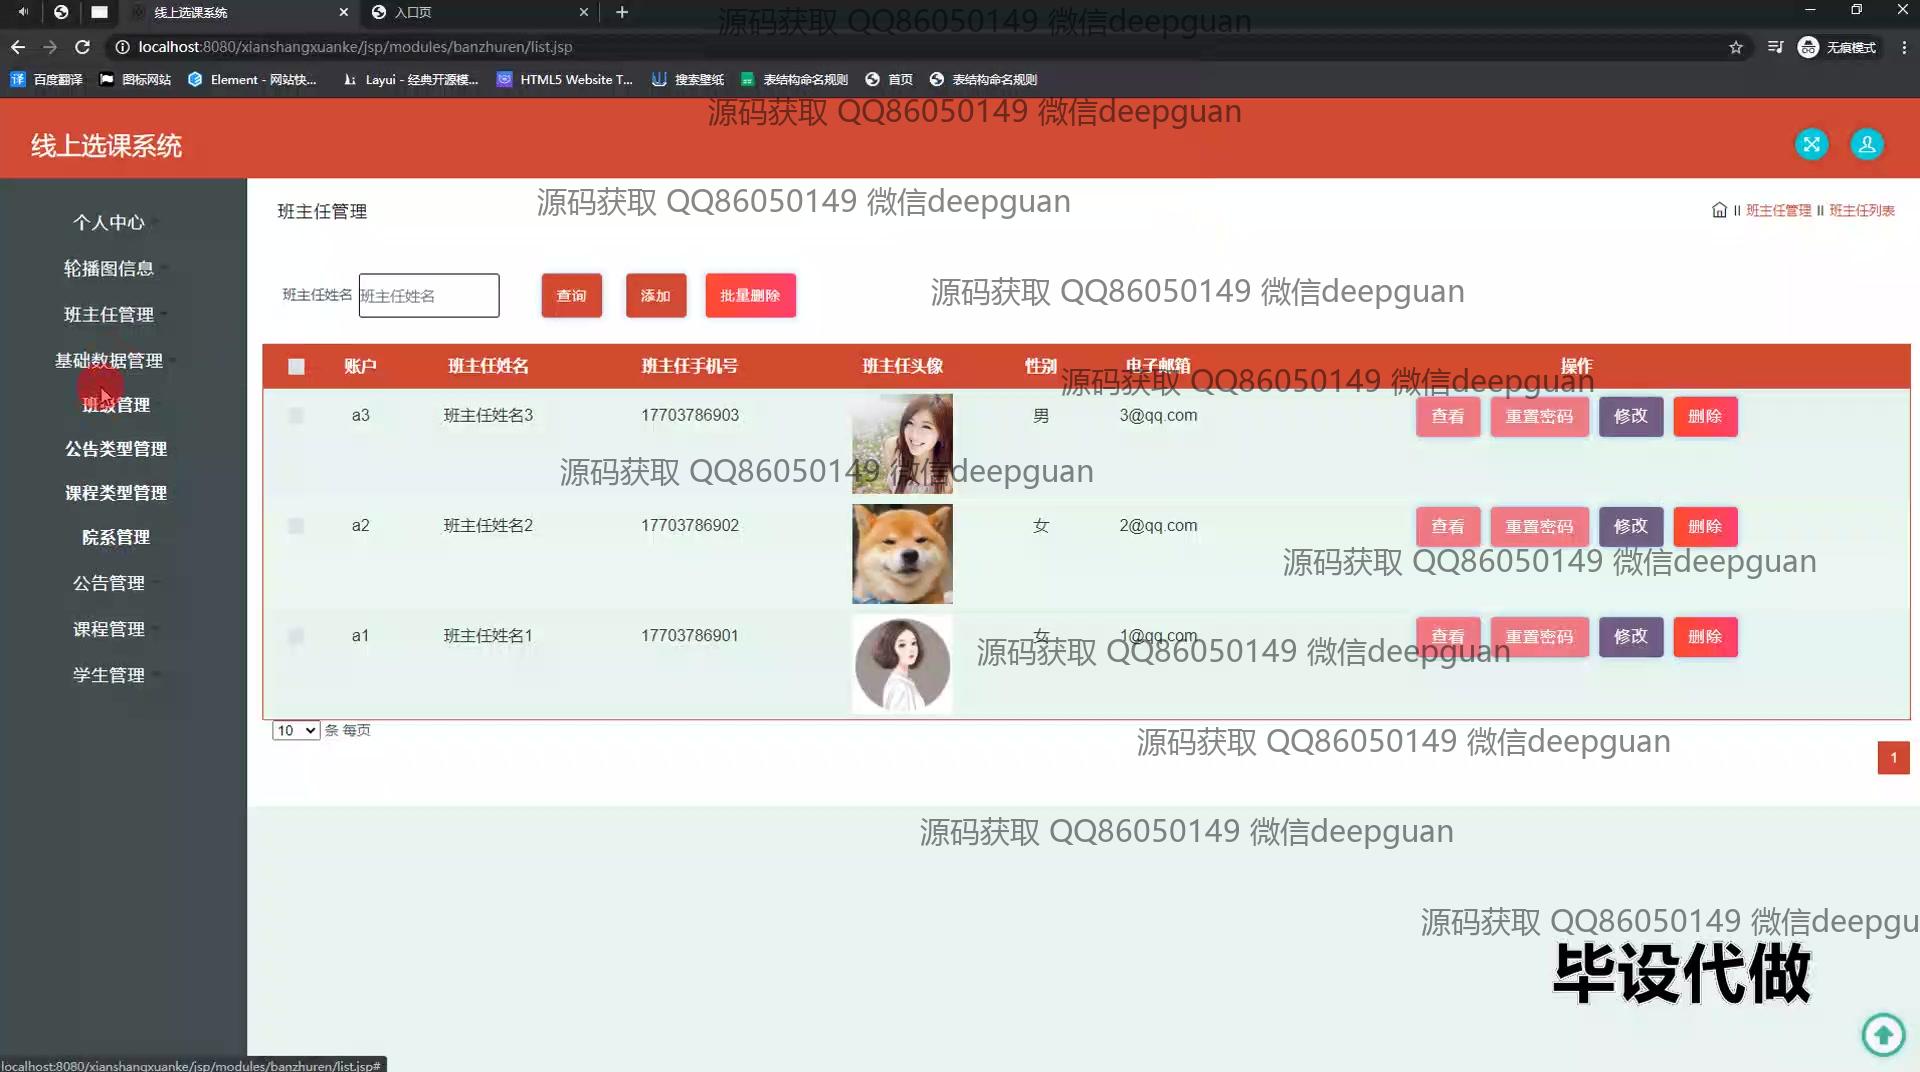 线上选课系统
入口页
localhost:8080/xianshangxuanke/jsp/modules/banzhuren/list.jsp
无痕模式
百度翻译
图标网站
Element - 网站快...
Layui - 经典开源模...
HTML5 Website T...
搜索壁纸
表结构命名规则
首页
表结构命名规则
源码获取 QQ86050149 微信deepguan
源码获取 QQ86050149 微信deepguan
线上选课系统
个人中心
轮播图信息
班主任管理
基础数据管理
班级管理
公告类型管理
课程类型管理
院系管理
公告管理
课程管理
学生管理
班主任管理
源码获取 QQ86050149 微信deepguan
班主任管理 班主任列表
班主任姓名 班主任姓名 查询 添加 批量删除
源码获取 QQ86050149 微信deepguan
账户 班主任姓名 班主任手机号 班主任头像 性别 电子邮箱 操作
源码获取 QQ86050149 微信deepguan
a3 班主任姓名3 17703786903 男 3@qq.com 查看 重置密码 修改 删除
源码获取 QQ86050149 微信deepguan
a2 班主任姓名2 17703786902 女 2@qq.com 查看 重置密码 修改 删除
源码获取 QQ86050149 微信deepguan
a1 班主任姓名1 17703786901 女 1@qq.com 查看 重置密码 修改 删除
源码获取 QQ86050149 微信deepguan
10 条 每页
源码获取 QQ86050149 微信deepguan
1
源码获取 QQ86050149 微信deepguan
源码获取 QQ86050149 微信deepgu
毕设代做
localhost:8080/xianshangxuanke/jsp/modules/banzhuren/list.jsp#